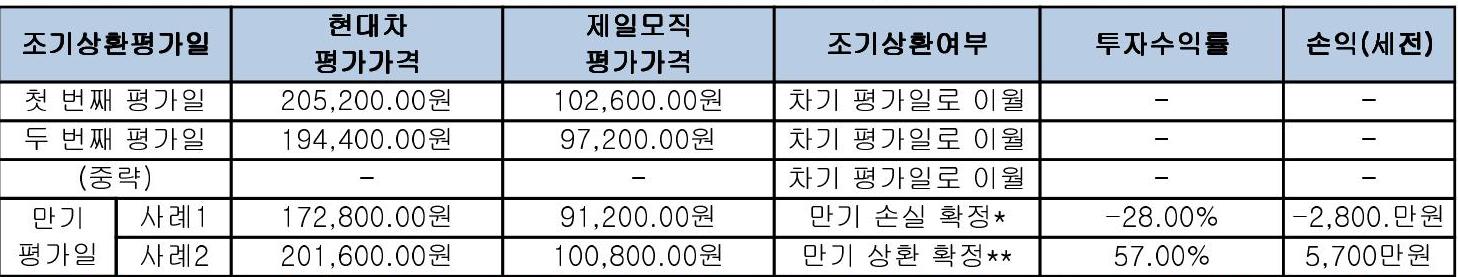 조기상환평가일 현대차 평가가격 제일모직 평가가격 조기상환여부 투자수익률 손익(세전)
첫 번째 평가일 205,200.00원 102,600.00원 차기 평가일로 이월 - -
두 번째 평가일 194,400.00원 97,200.00원 차기 평가일로 이월 - -
(중략) - - 차기 평가일로 이월 - -
만기 평가일 사례1 172,800.00원 91,200.00원 만기 손실 확정* -28.00% -2,800.만원
사례2 201,600.00원 100,800.00원 만기 상환 확정** 57.00% 5,700만원